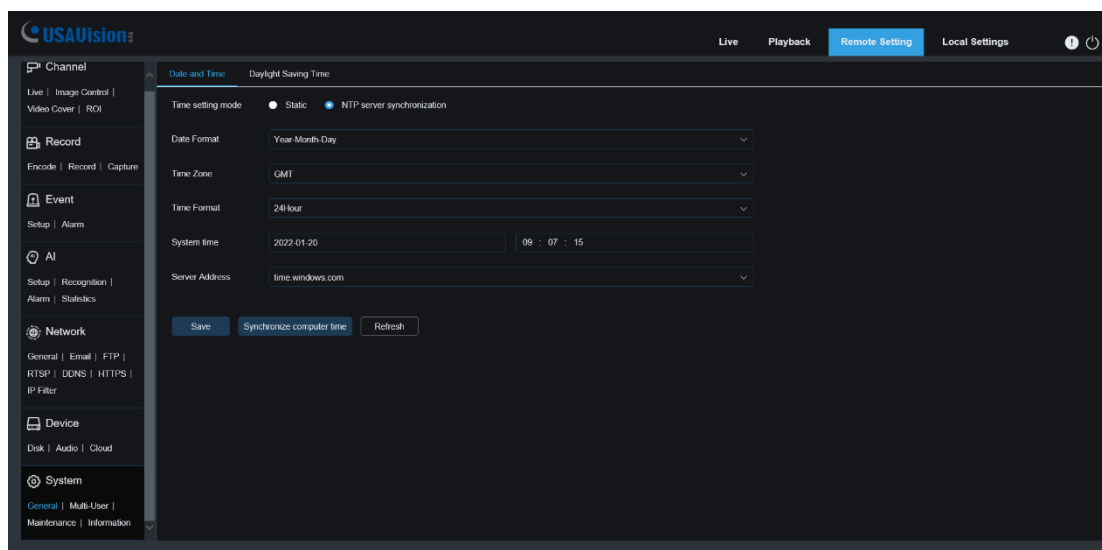 USAVision
Live Playback Remote Setting Local Settings
Channel
Live | Image Control |
Video Cover | ROI
Record
Encode | Record | Capture
Event
Setup | Alarm
AI
Setup | Recognition |
Alarm | Statistics
Network
General | Email | FTP |
RTSP | DDNS | HTTPS |
IP Filter
Device
Disk | Audio | Cloud
System
General | Multi-User |
Maintenance | Information
Date and Time Daylight Saving Time
Time setting mode Static NTP server synchronization
Date Format Year-Month-Day
Time Zone GMT
Time Format 24Hour
System time 2022-01-20 09 : 07 : 15
Server Address time.windows.com
Save Synchronize computer time Refresh